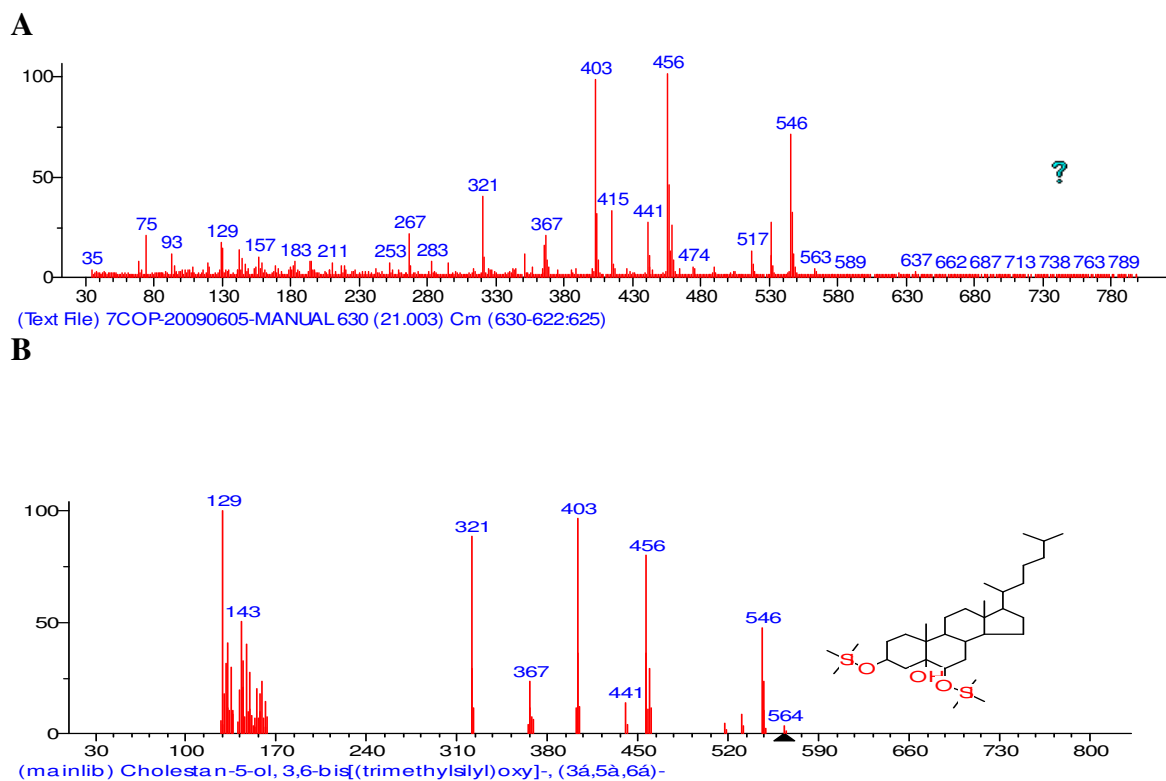 A
100
50
0
35 75 93 129 157 183 211 253 267 283 321 367 403 415 441 456 474 517 546 563 589 637 662 687 713 738 763 789
?
30 80 130 180 230 280 330 380 430 480 530 580 630 680 730 780
(Text File) 7COP-20090605-MANUAL 630 (21.003) Cm (630-622:625)
B
100
50
0
129 143 321 367 403 441 456 546 564
Si O OH O Si
30 100 170 240 310 380 450 520 590 660 730 800
(mainlib) Cholestan-5-ol, 3,6-bis[(trimethylsilyl)oxy]-, (3á,5à,6á)-